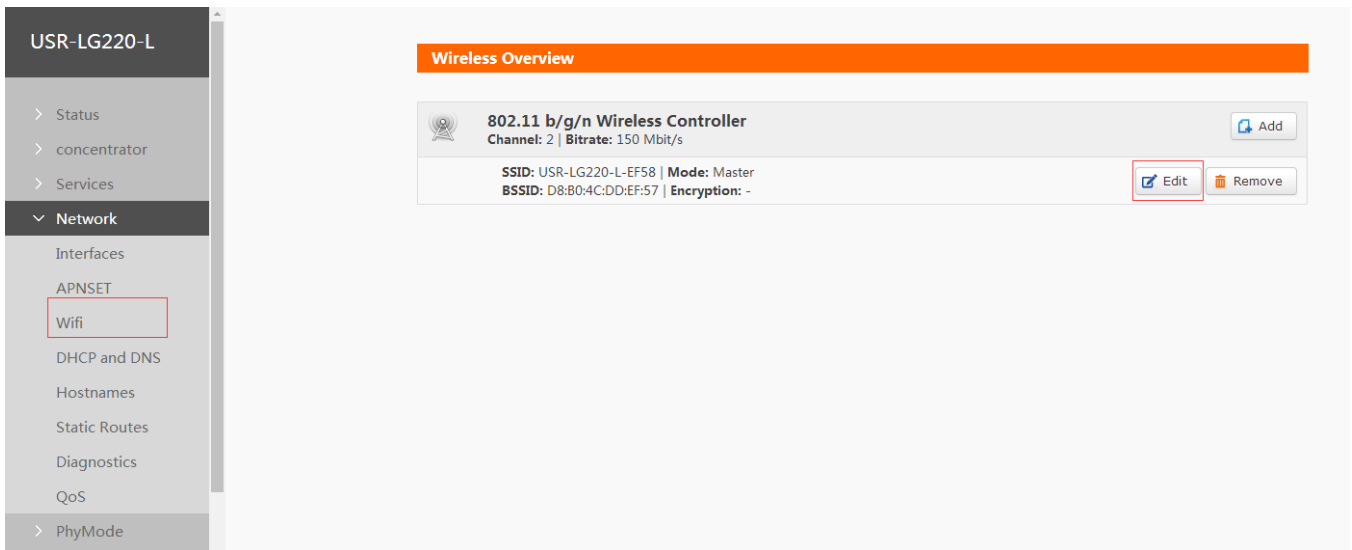 USR-LG220-L
Status
concentrator
Services
Network
Interfaces
APNSET
Wifi
DHCP and DNS
Hostnames
Static Routes
Diagnostics
QoS
PhyMode
Wireless Overview
802.11 b/g/n Wireless Controller
Channel: 2 | Bitrate: 150 Mbit/s
Add
SSID: USR-LG220-L-EF58 | Mode: Master
BSSID: D8:B0:4C:DD:EF:57 | Encryption: -
Edit
Remove